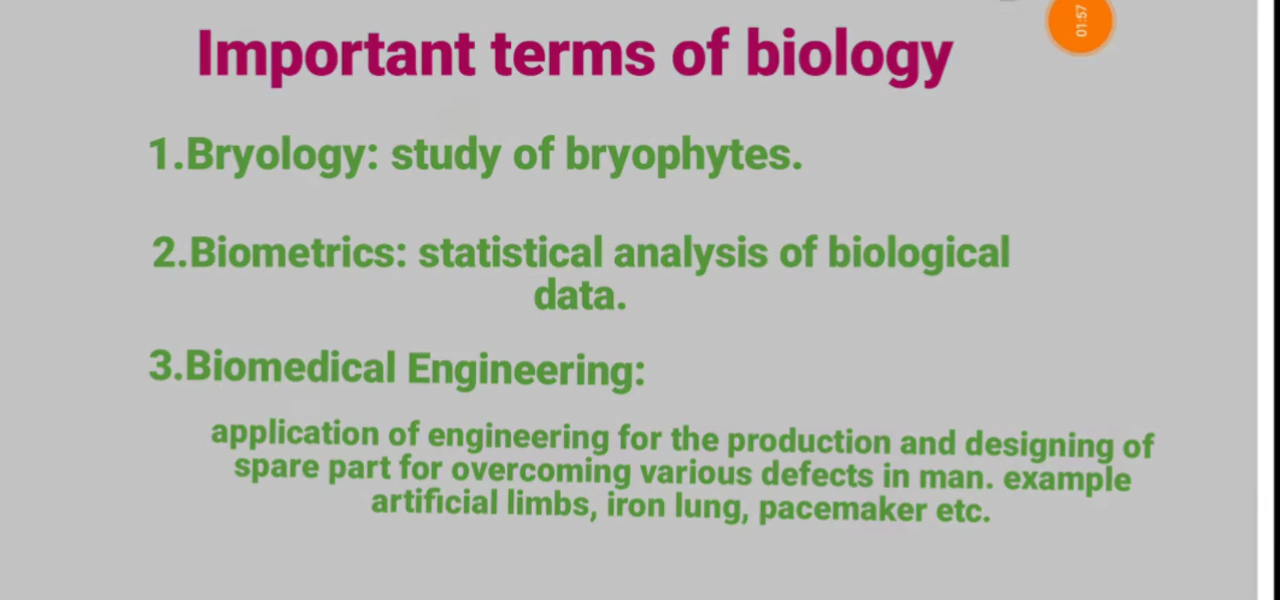 01:57
Important terms of biology
1.Bryology: study of bryophytes.
2.Biometrics: statistical analysis of biological
data.
3.Biomedical Engineering:
application of engineering for the production and designing of
spare part for overcoming various defects in man. example
artificial limbs, iron lung, pacemaker etc.